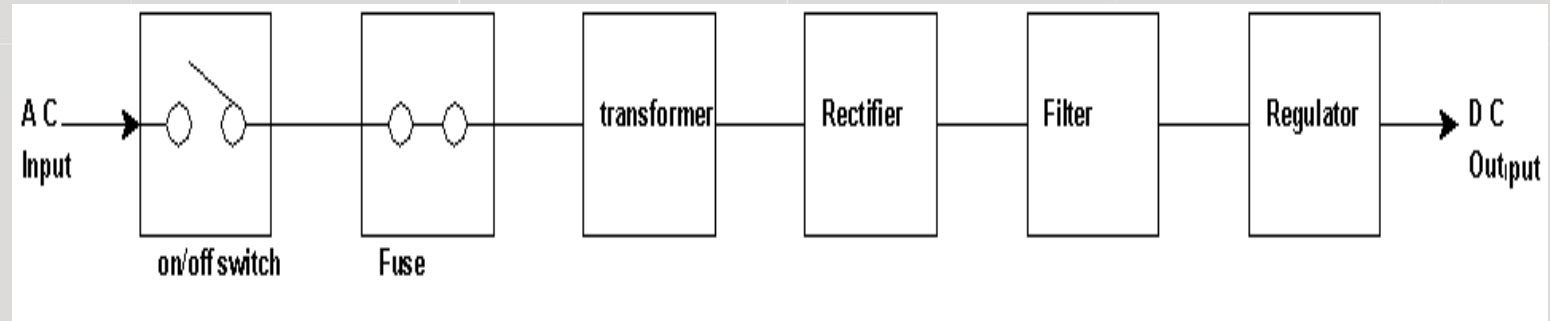 A C
Input
on/off switch
Fuse
transformer
Rectifier
Filter
Regulator
D C
Output